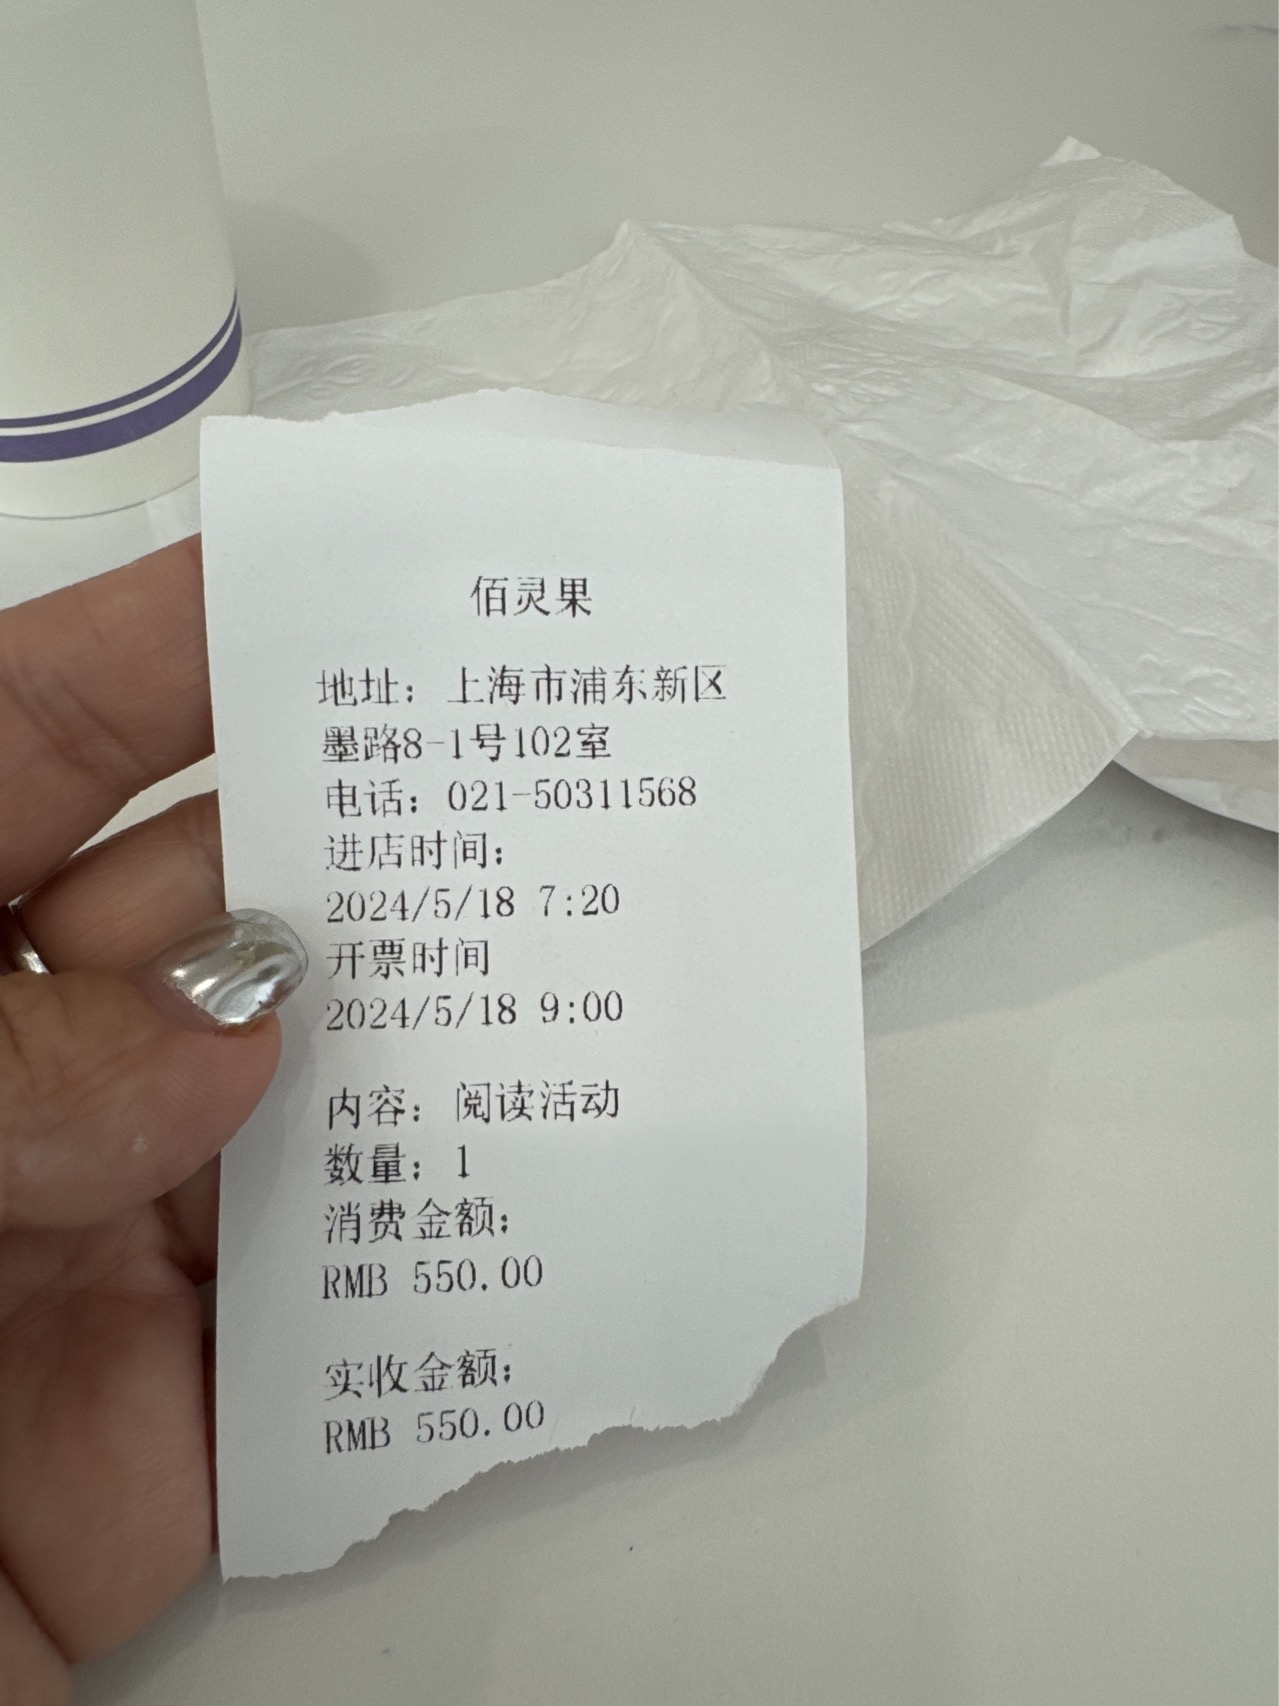 佰灵果
地址：上海市浦东新区
墨路8-1号102室
电话：021-50311568
进店时间：
2024/5/18 7:20
开票时间
2024/5/18 9:00
内容：阅读活动
数量：1
消费金额：
RMB 550.00
实收金额：
RMB 550.00